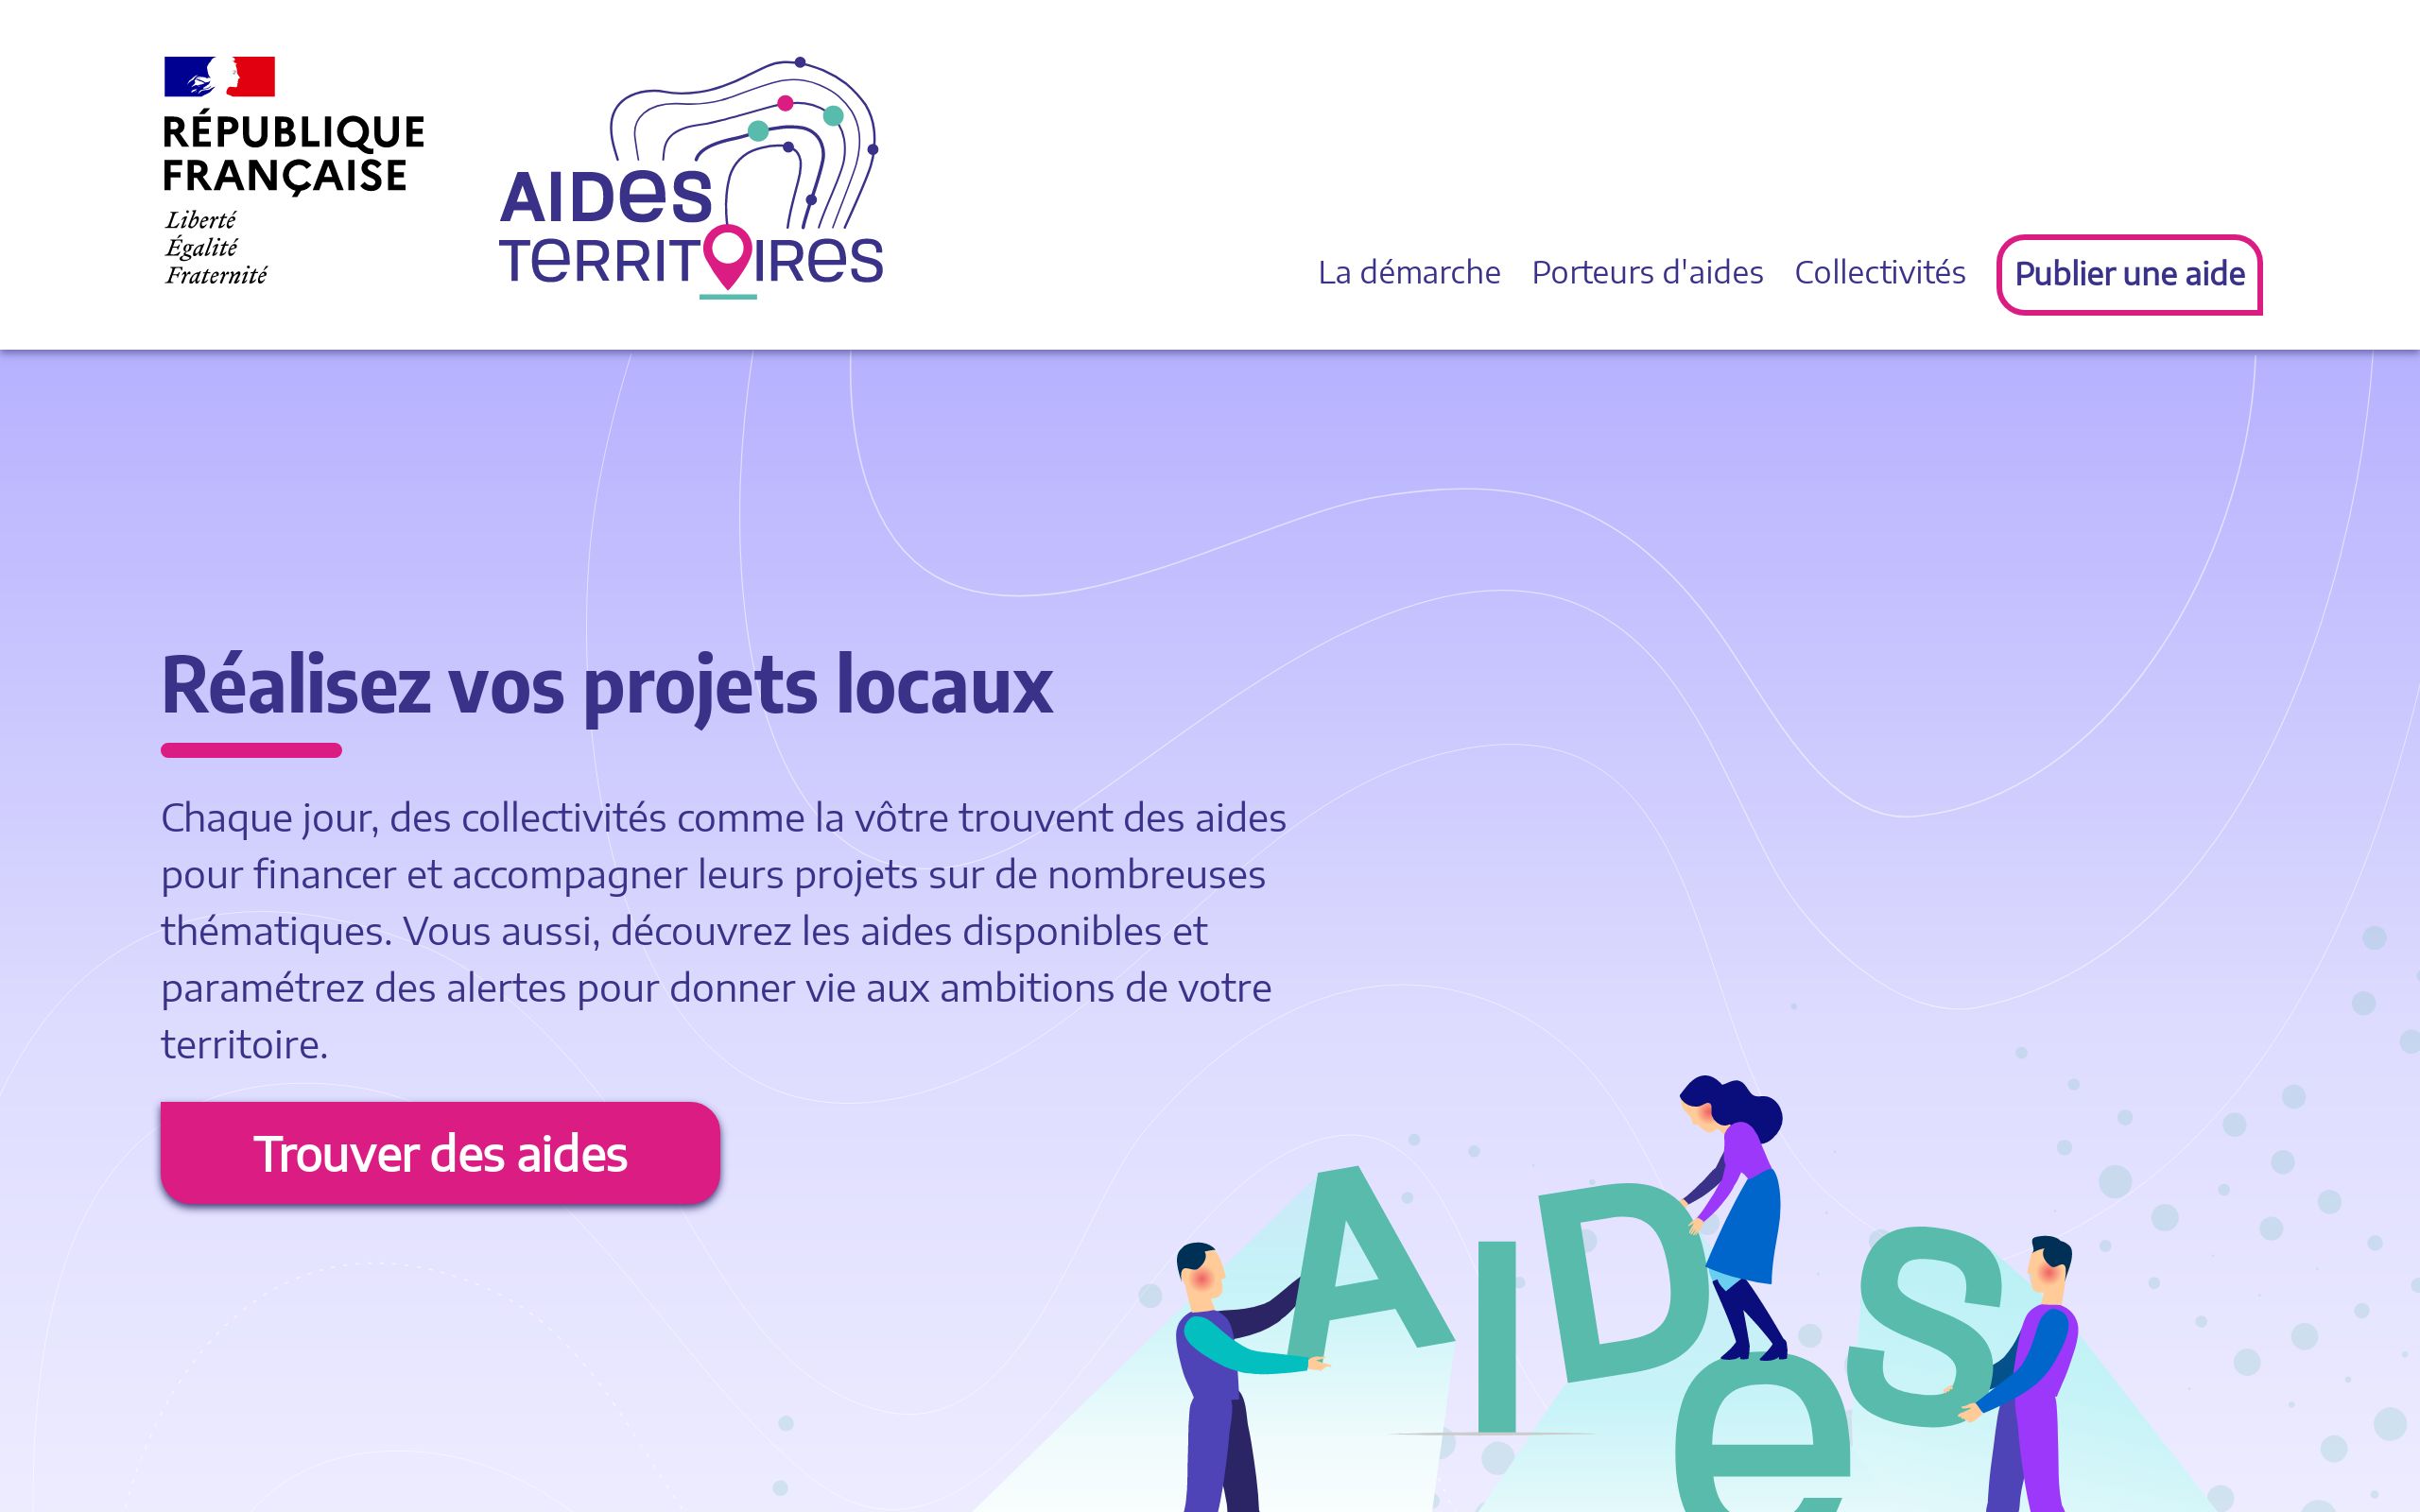 RÉPUBLIQUE
FRANÇAISE
Liberté
Égalité
Fraternité
AIDeS
TeRRITOIReS
La démarche Porteurs d'aides Collectivités Publier une aide
Réalisez vos projets locaux
Chaque jour, des collectivités comme la vôtre trouvent des aides
pour financer et accompagner leurs projets sur de nombreuses
thématiques. Vous aussi, découvrez les aides disponibles et
paramétrez des alertes pour donner vie aux ambitions de votre
territoire.
Trouver des aides
AIDeS